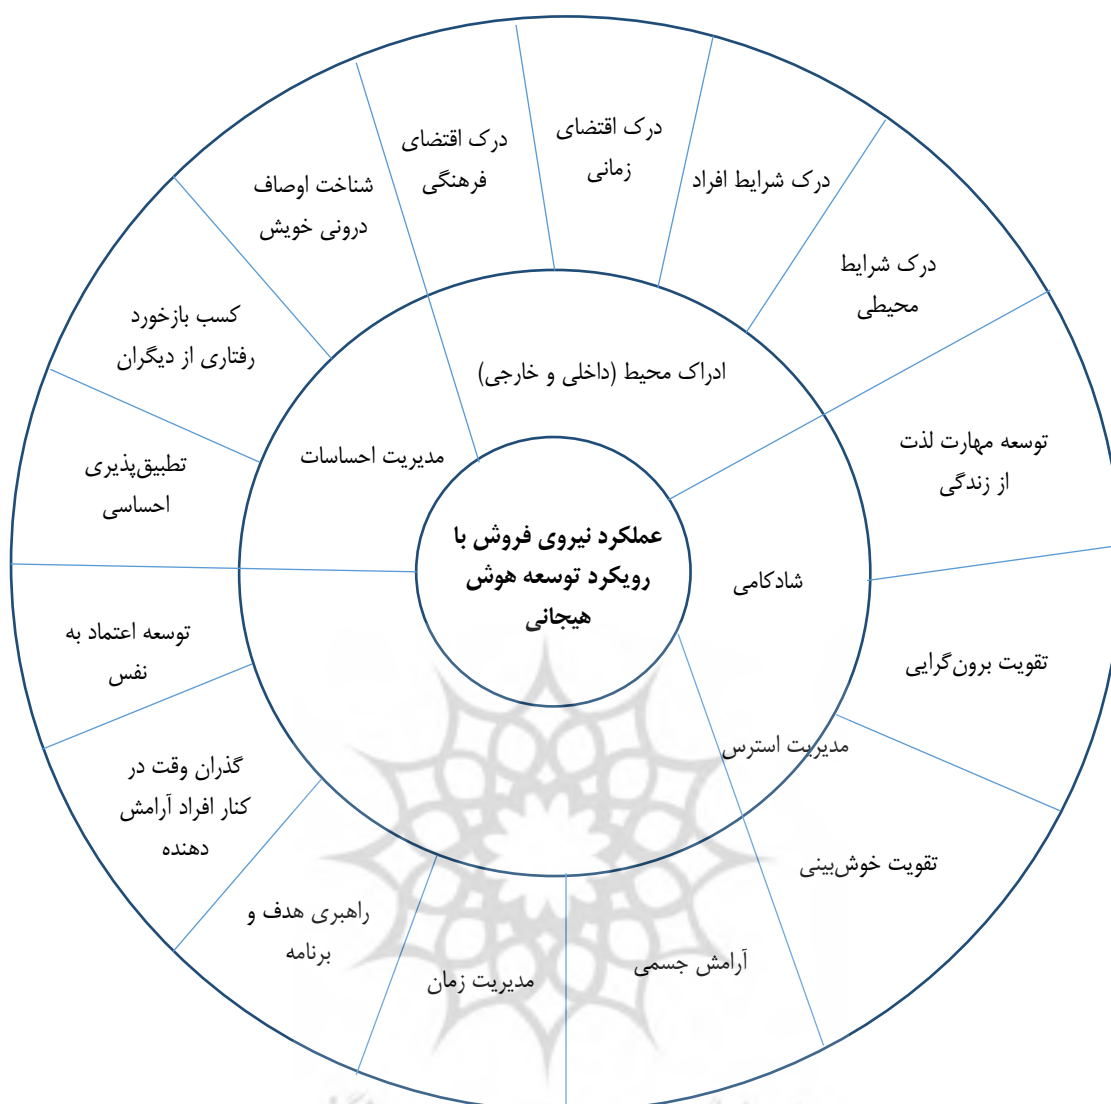 درک اقتضای
زمانی
درک اقتضای
فرهنگی
درک شرایط افراد
شناخت اوصاف
درونی خویش
درک شرایط
محیطی
کسب بازخورد
رفتاری از دیگران
ادراک محیط (داخلی و خارجی)
توسعه مهارت لذت
از زندگی
مدیریت احساسات
تطبیق‌پذیری
احساسی
عملکرد نیروی فروش با
رویکرد توسعه هوش
هیجانی
شادکامی
توسعه اعتماد به
نفس
تقویت برون‌گرایی
مدیریت استرس
گذران وقت در
کنار افراد آرامش
دهنده
تقویت خوش‌بینی
راهبری هدف و
برنامه
آرامش جسمی
مدیریت زمان